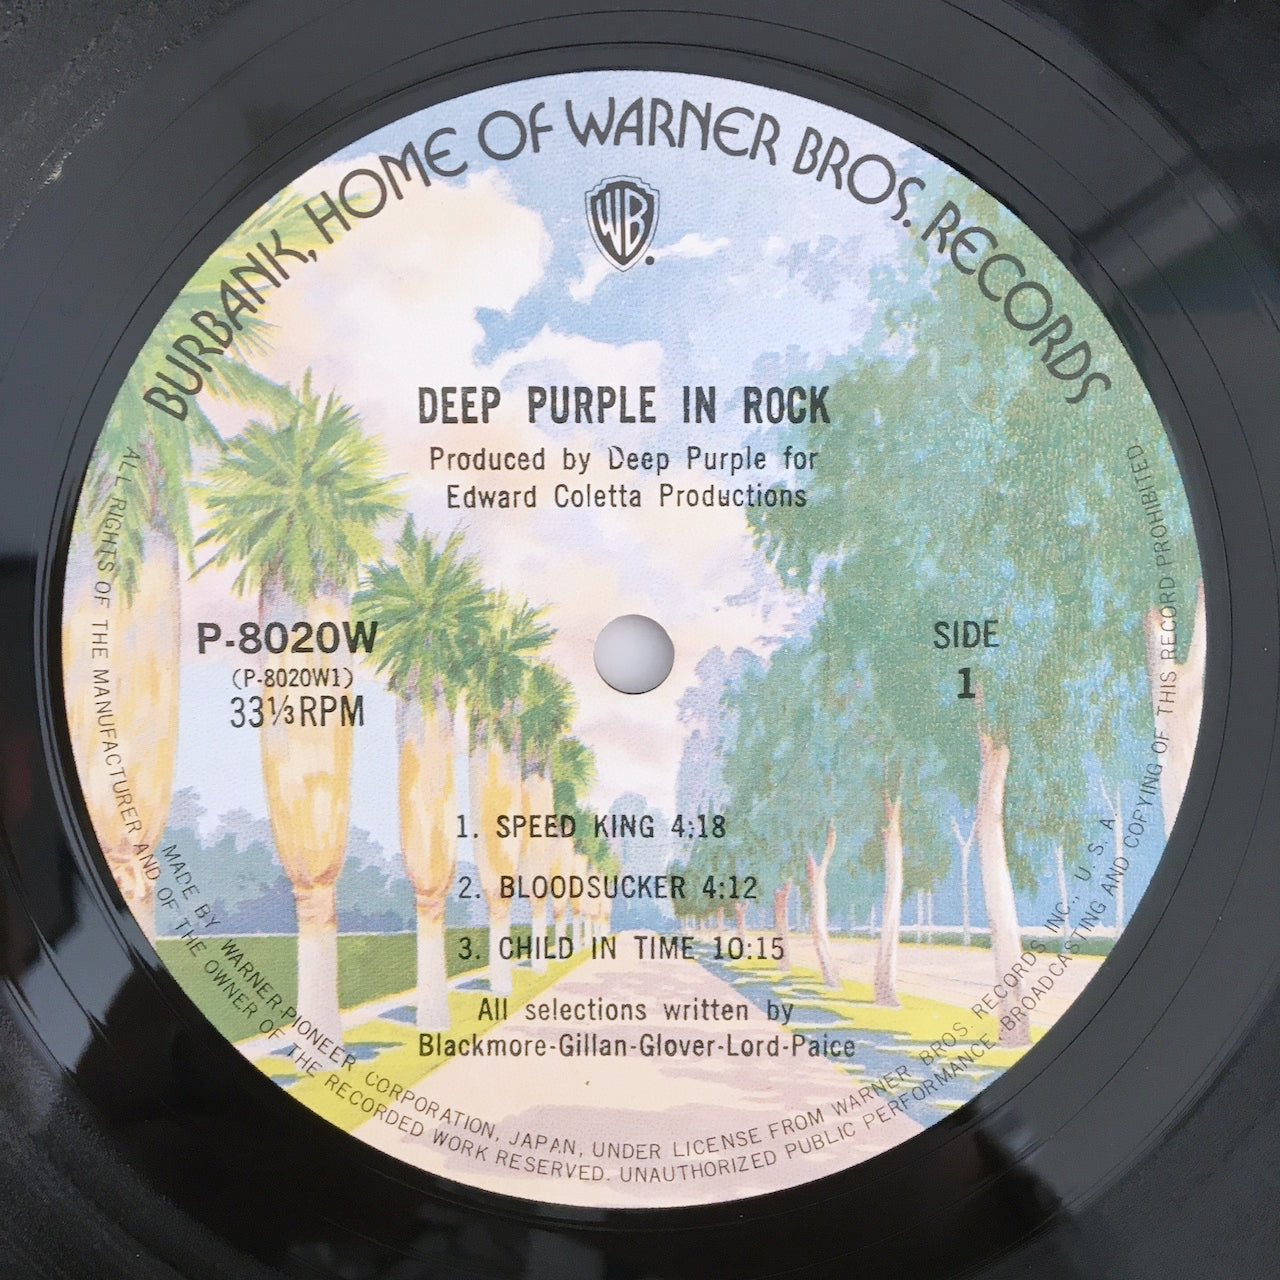 BURBANK, HOME OF WARNER BROS. RECORDS
WB
DEEP PURPLE IN ROCK
Produced by Deep Purple for
Edward Coletta Productions
P-8020W
(P-8020W1)
33⅓RPM
SIDE
1
1. SPEED KING 4:18
2. BLOODSUCKER 4:12
3. CHILD IN TIME 10:15
All selections written by
Blackmore-Gillan-Glover-Lord-Paice
MADE BY WARNER-PIONEER CORPORATION, JAPAN, UNDER LICENSE FROM WARNER BROS. RECORDS INC., U. S. A.
ALL RIGHTS OF THE MANUFACTURER AND OF THE OWNER OF THE RECORDED WORK RESERVED. UNAUTHORIZED PUBLIC PERFORMANCE, BROADCASTING AND COPYING OF THIS RECORD PROHIBITED